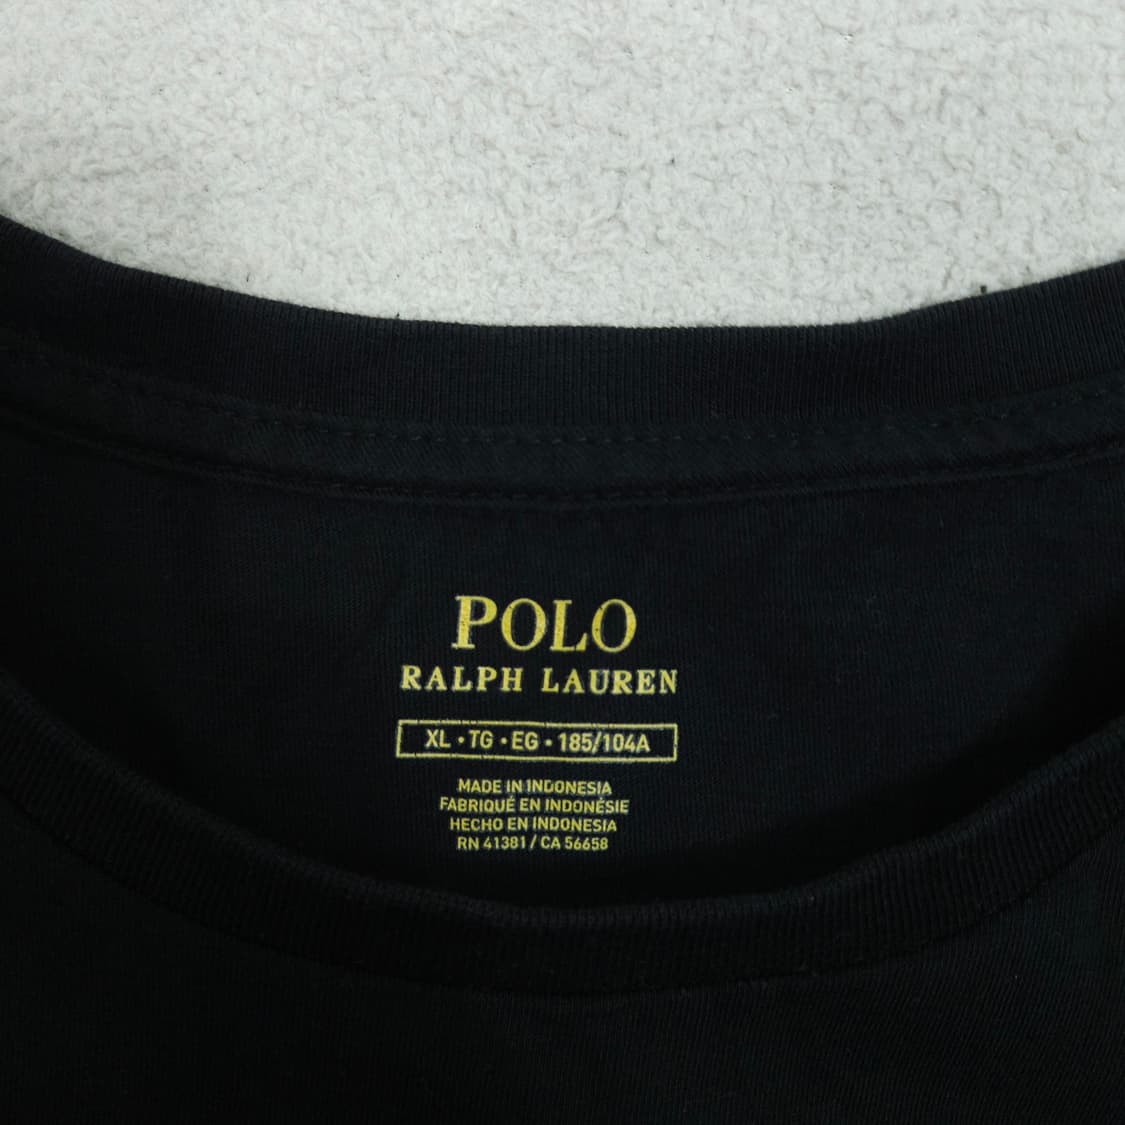 POLO
RALPH LAUREN
XL • TG • EG • 185/104A
MADE IN INDONESIA
FABRIQUÉ EN INDONÉSIE
HECHO EN INDONESIA
RN 41381 / CA 56658